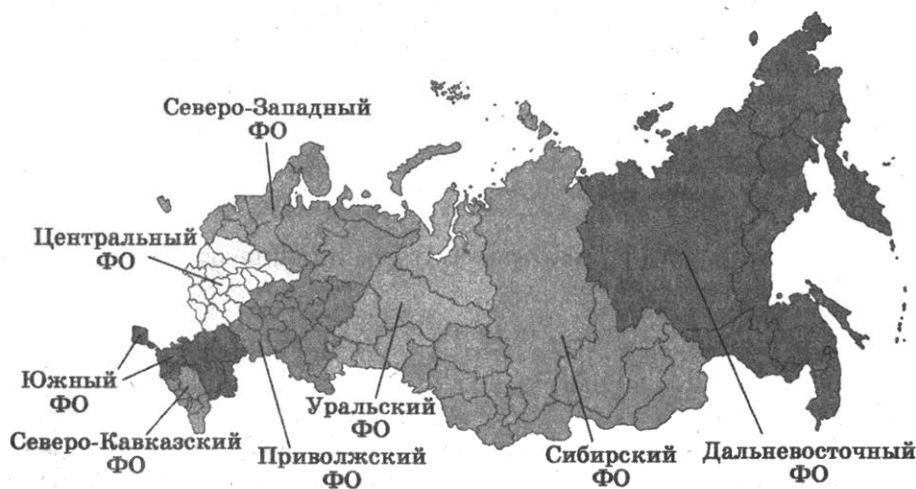 Северо-Западный
ФО
Центральный
ФО
Южный
ФО
Северо-Кавказский
ФО
Приволжский
ФО
Уральский
ФО
Сибирский
ФО
Дальневосточный
ФО